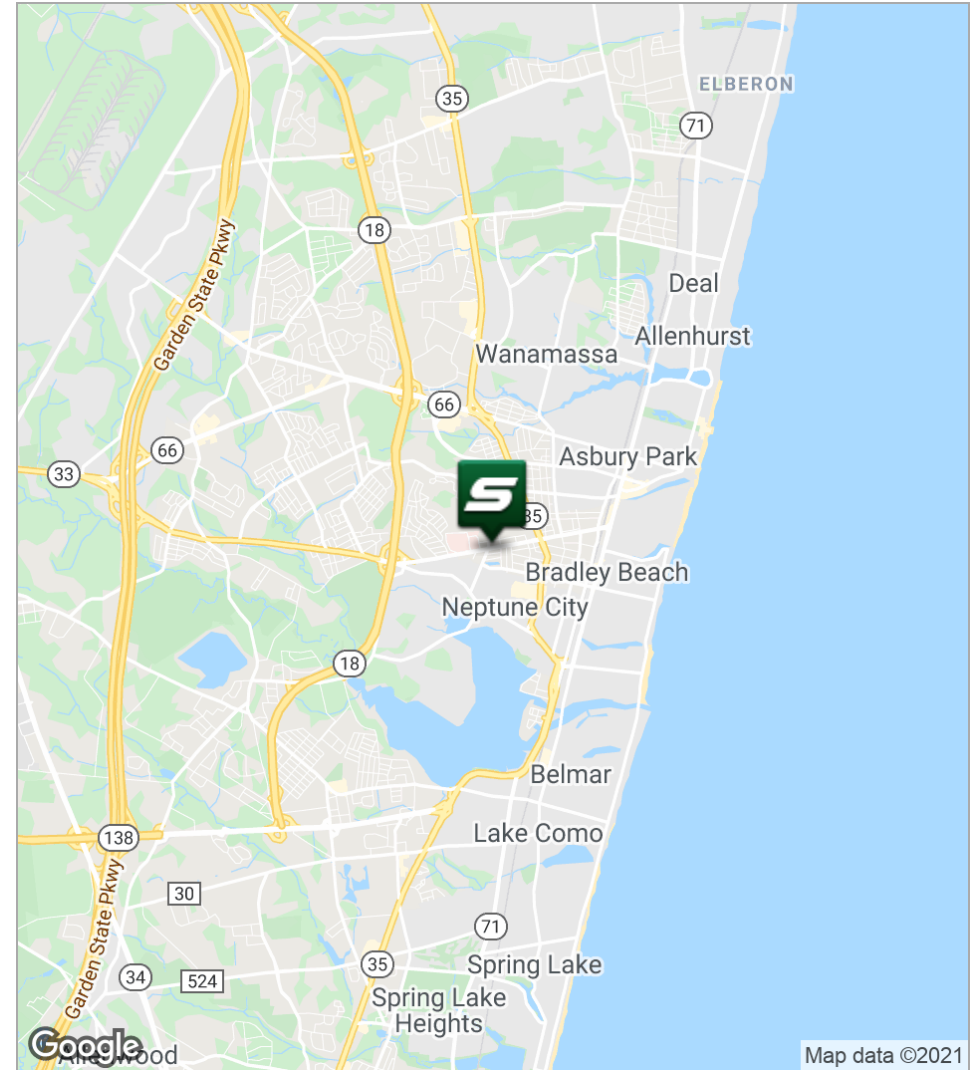 ELBERON
35
71
18
Garden State Pkwy
Deal
Allenhurst
Wanamassa
66
Asbury Park
66
33
S
35
Bradley Beach
Neptune City
18
Belmar
Lake Como
138
30
Garden State Pkwy
71
Spring Lake
35
34
524
Spring Lake
Heights
Google
Map data ©2021